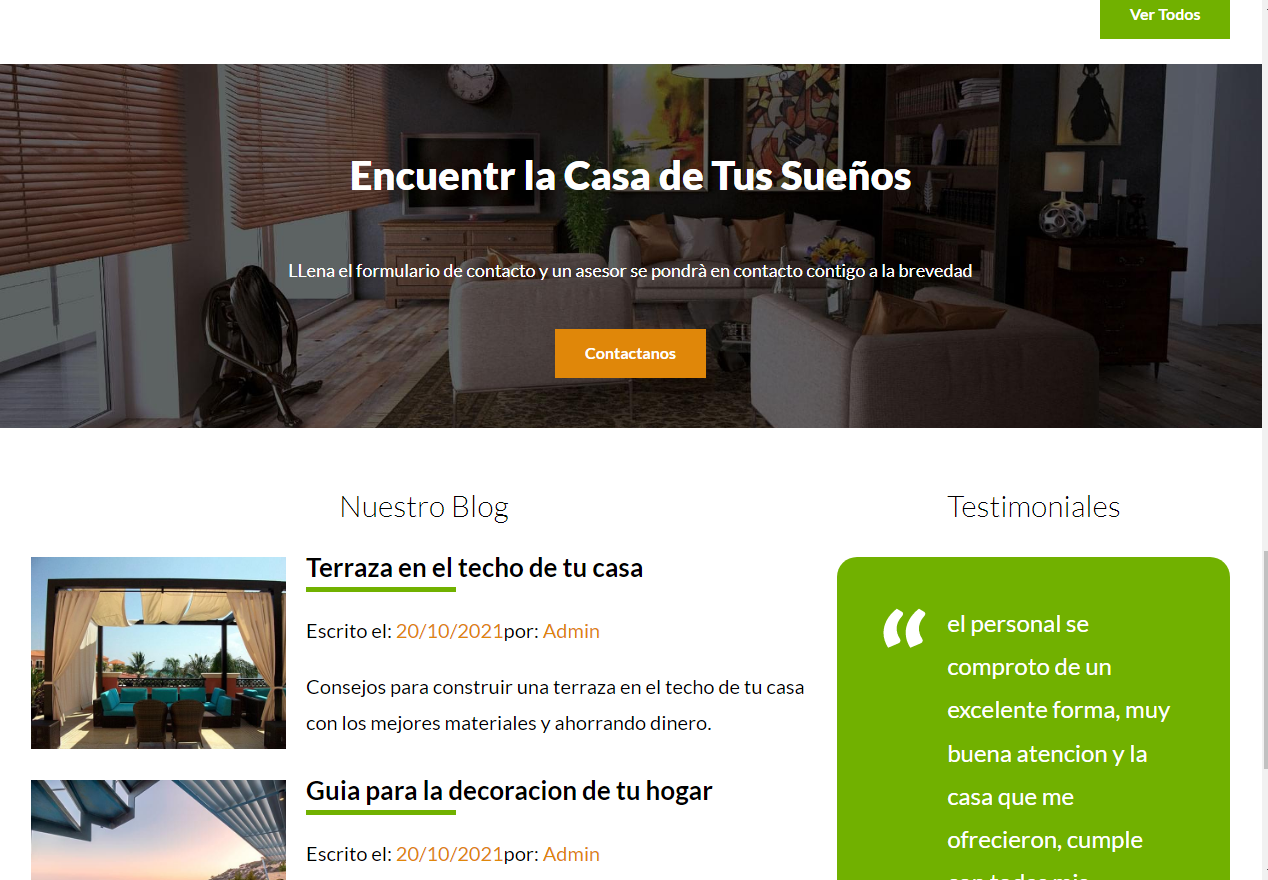 Ver Todos
Encuentr la Casa de Tus Sueños
LLena el formulario de contacto y un asesor se pondrà en contacto contigo a la brevedad
Contactanos
Nuestro Blog
Terraza en el techo de tu casa
Escrito el: 20/10/2021por: Admin
Consejos para construir una terraza en el techo de tu casa
con los mejores materiales y ahorrando dinero.
Guia para la decoracion de tu hogar
Escrito el: 20/10/2021por: Admin
Testimoniales
“ el personal se
comproto de un
excelente forma, muy
buena atencion y la
casa que me
ofrecieron, cumple